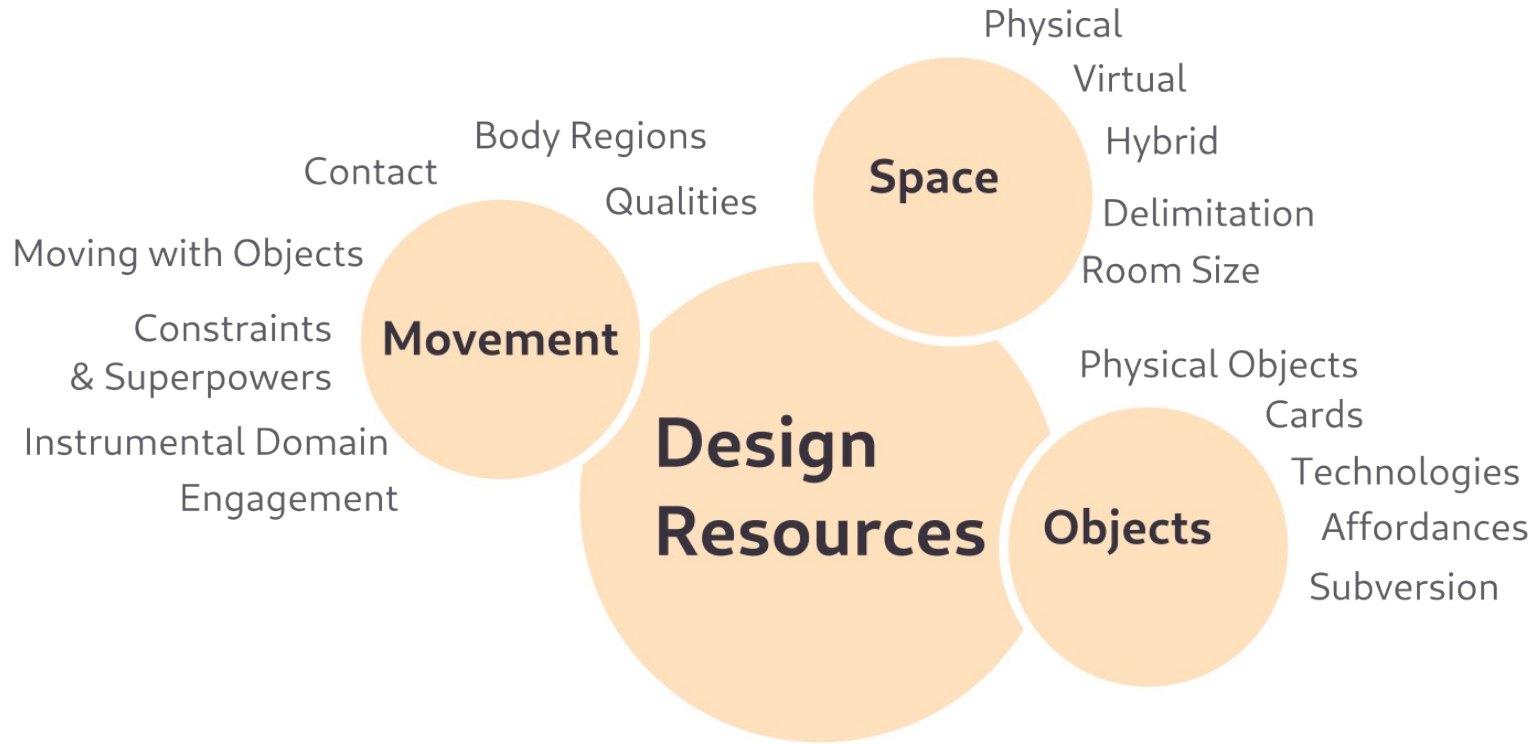 Design
Resources
Movement
Qualities
Body Regions
Contact
Moving with Objects
Constraints
& Superpowers
Instrumental Domain
Engagement
Space
Physical
Virtual
Hybrid
Delimitation
Room Size
Objects
Physical Objects
Cards
Technologies
Affordances
Subversion